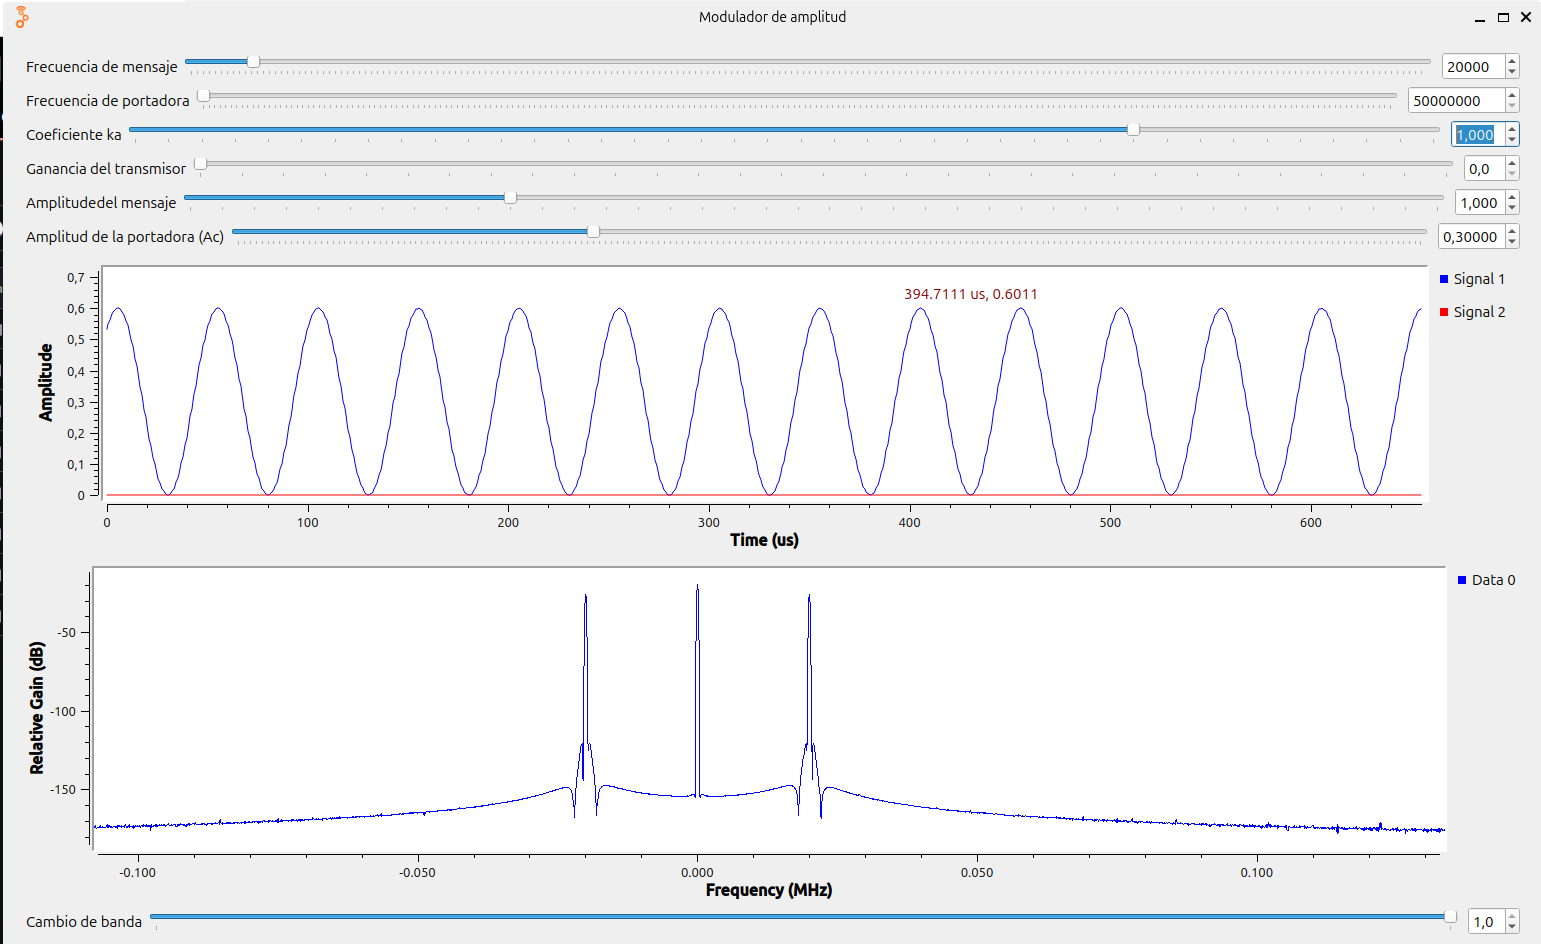 Modulador de amplitud
Frecuencia de mensaje 20000
Frecuencia de portadora 50000000
Coeficiente ka 1,000
Ganancia del transmisor 0,0
Amplitudedel mensaje 1,000
Amplitud de la portadora (Ac) 0,30000
0,7
0,6
0,5
0,4
0,3
0,2
0,1
0
Amplitude
394.7111 us, 0.6011
Signal 1
Signal 2
0 100 200 300 400 500 600
Time (us)
-50
-100
-150
Relative Gain (dB)
Data 0
-0.100 -0.050 0.000 0.050 0.100
Frequency (MHz)
Cambio de banda 1,0